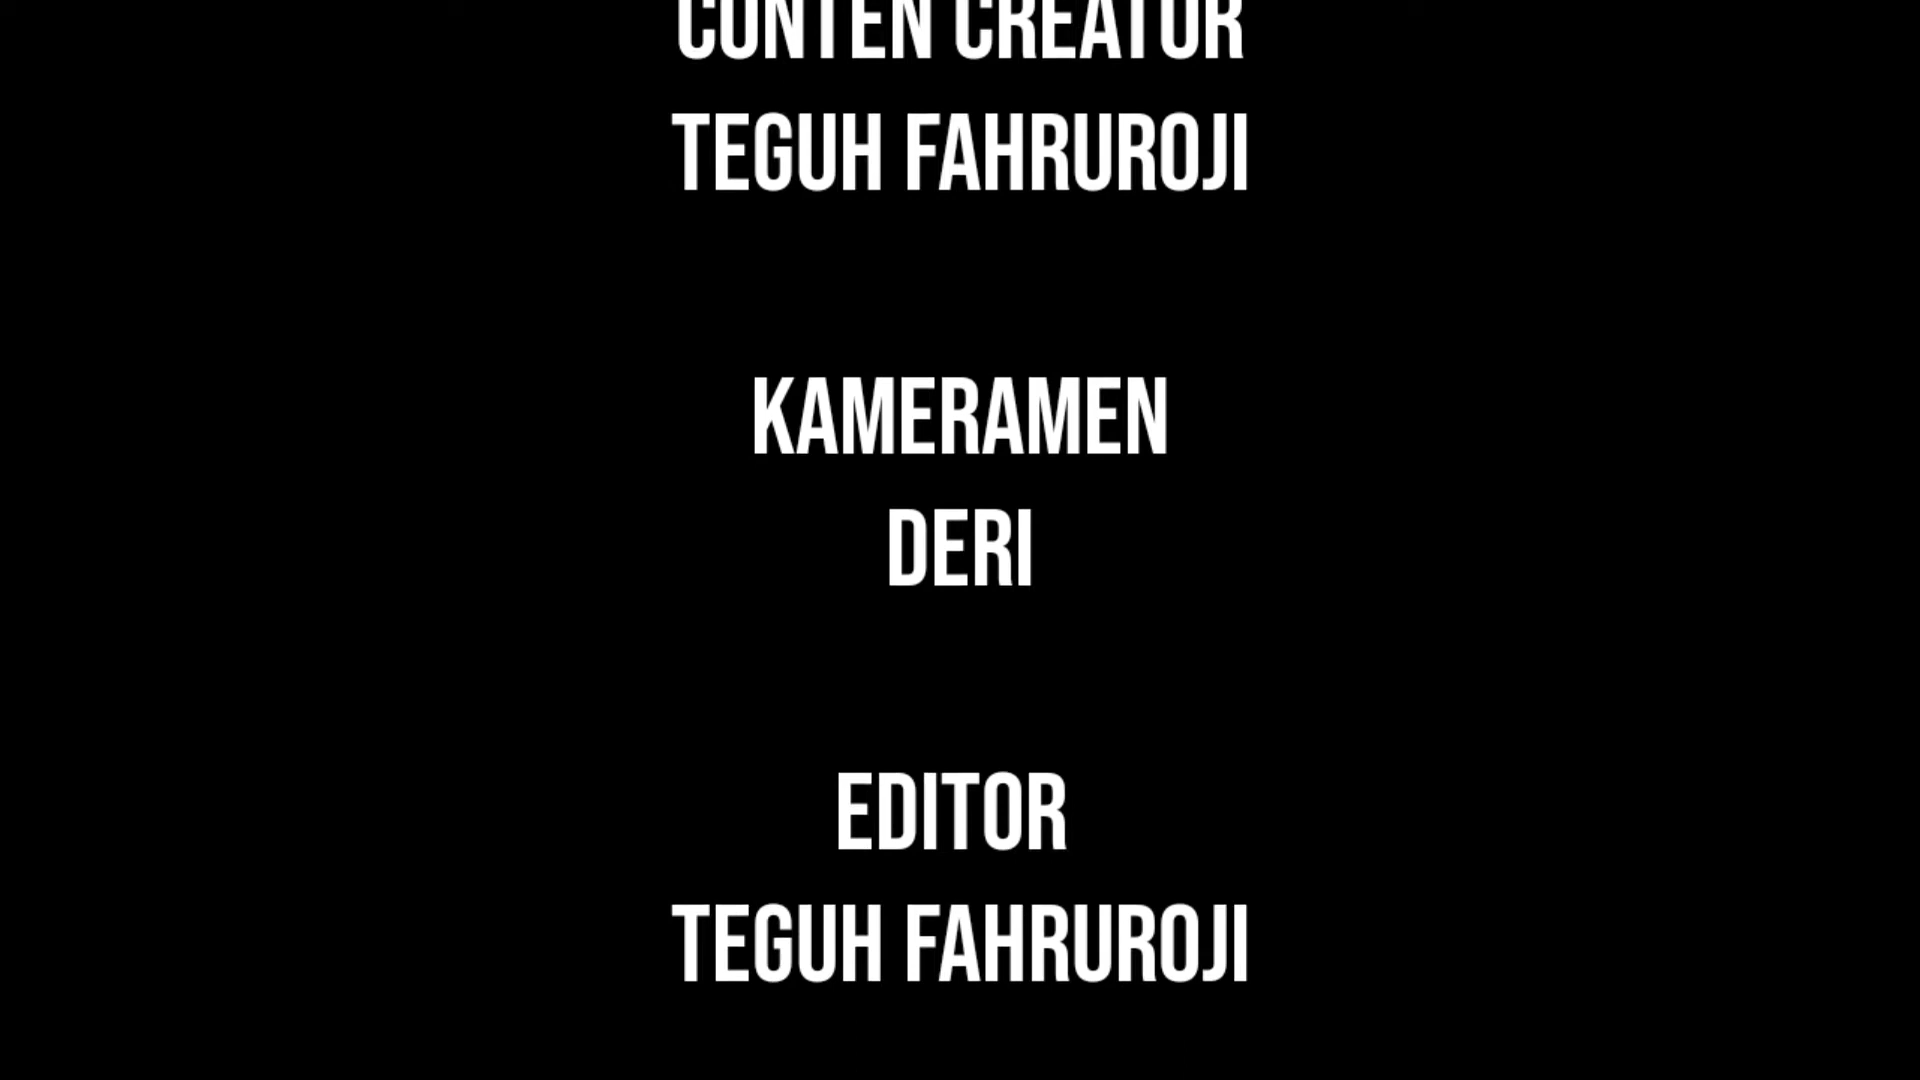 CONTEN CREATOR
TEGUH FAHRUROJI
KAMERAMEN
DERI
EDITOR
TEGUH FAHRUROJI